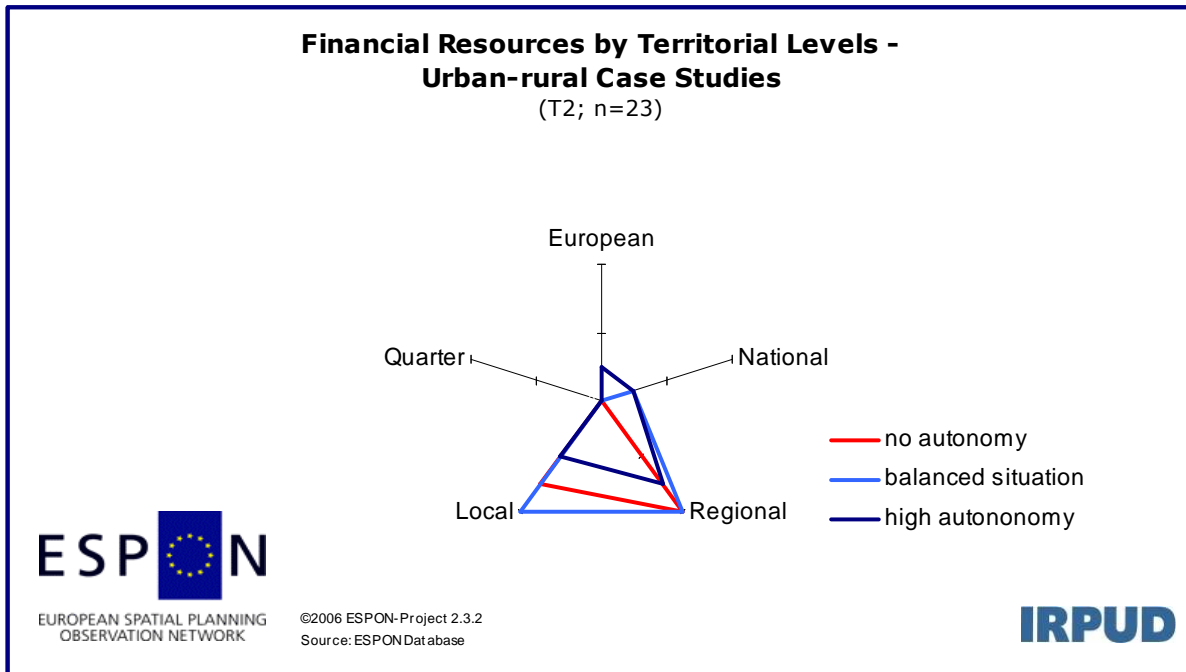 Financial Resources by Territorial Levels -
Urban-rural Case Studies
(T2; n=23)
European
Quarter
National
Local
Regional
no autonomy
balanced situation
high autononomy
ESPON
EUROPEAN SPATIAL PLANNING
OBSERVATION NETWORK
©2006 ESPON-Project 2.3.2
Source: ESPON Database
IRPUD